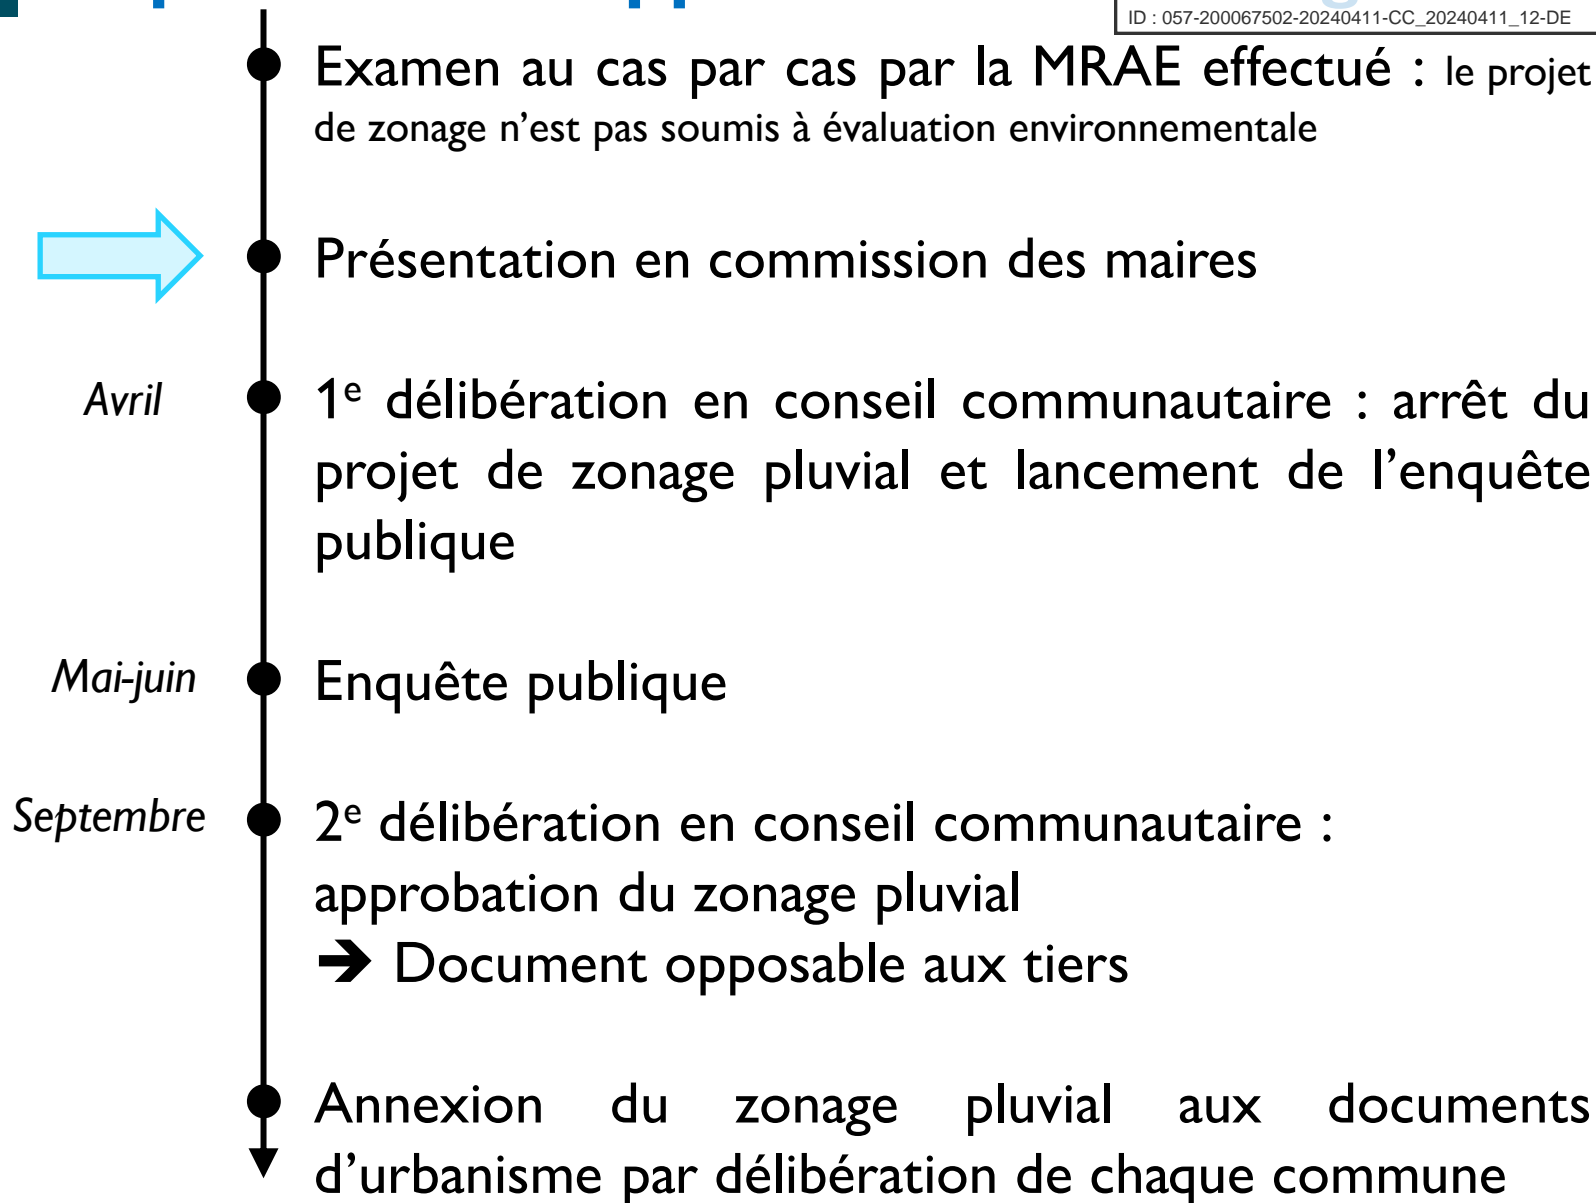 ID : 057-200067502-20240411-CC_20240411_12-DE
Examen au cas par cas par la MRAE effectué : le projet
de zonage n’est pas soumis à évaluation environnementale
Présentation en commission des maires
Avril
1e délibération en conseil communautaire : arrêt du
projet de zonage pluvial et lancement de l’enquête
publique
Mai-juin
Enquête publique
Septembre
2e délibération en conseil communautaire :
approbation du zonage pluvial
➔ Document opposable aux tiers
Annexion du zonage pluvial aux documents
d’urbanisme par délibération de chaque commune